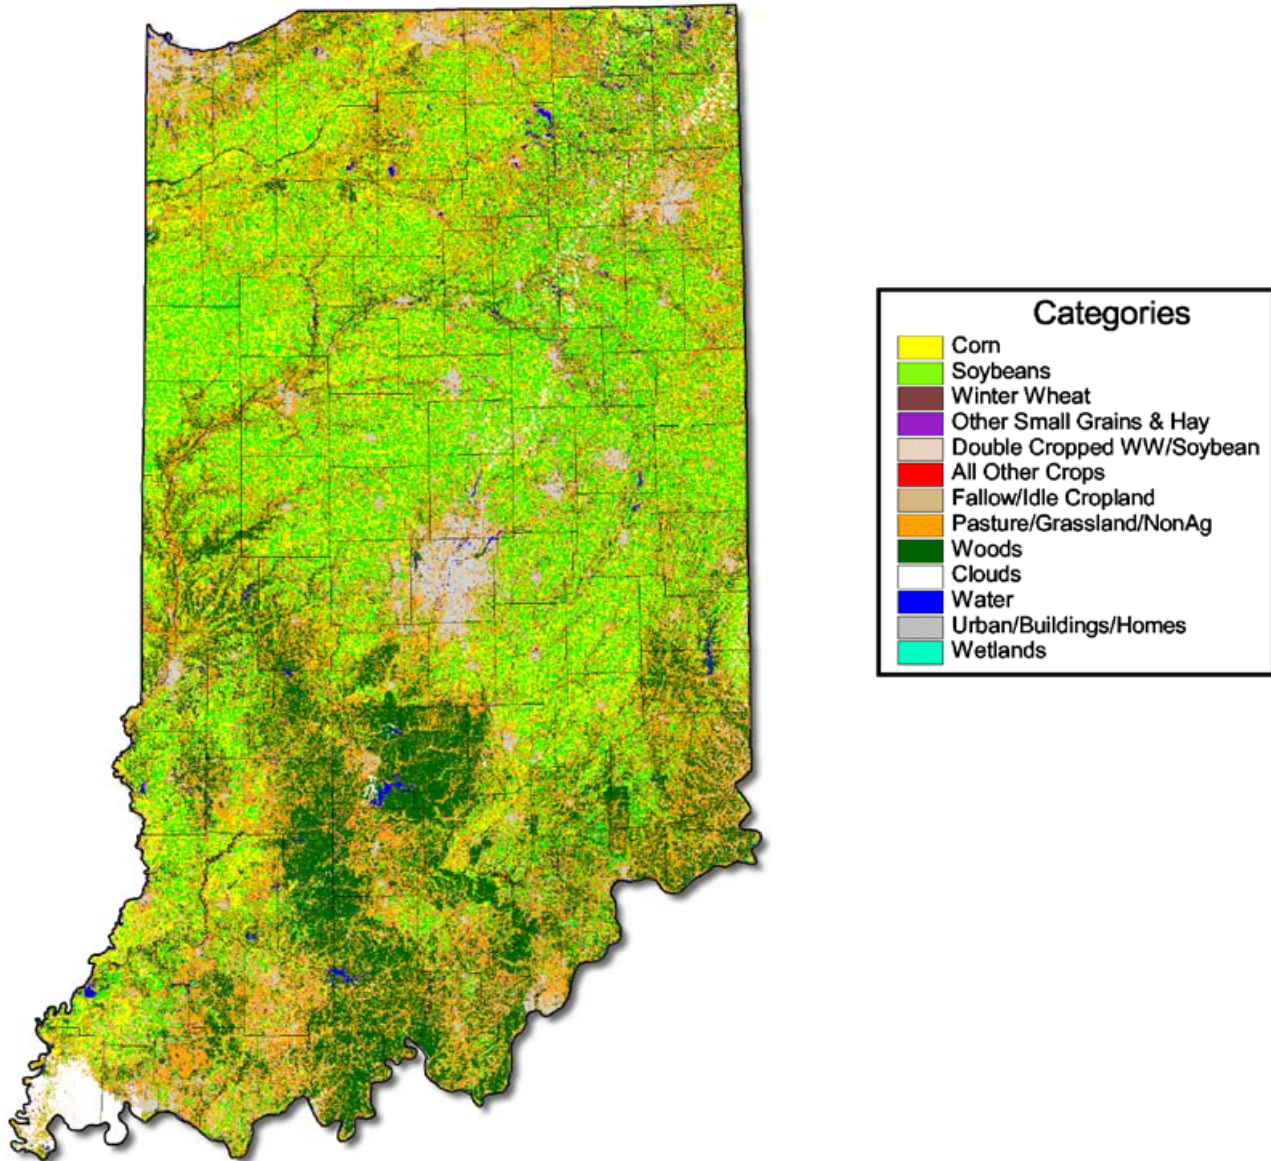 Categories
Corn
Soybeans
Winter Wheat
Other Small Grains & Hay
Double Cropped WW/Soybean
All Other Crops
Fallow/Idle Cropland
Pasture/Grassland/NonAg
Woods
Clouds
Water
Urban/Buildings/Homes
Wetlands